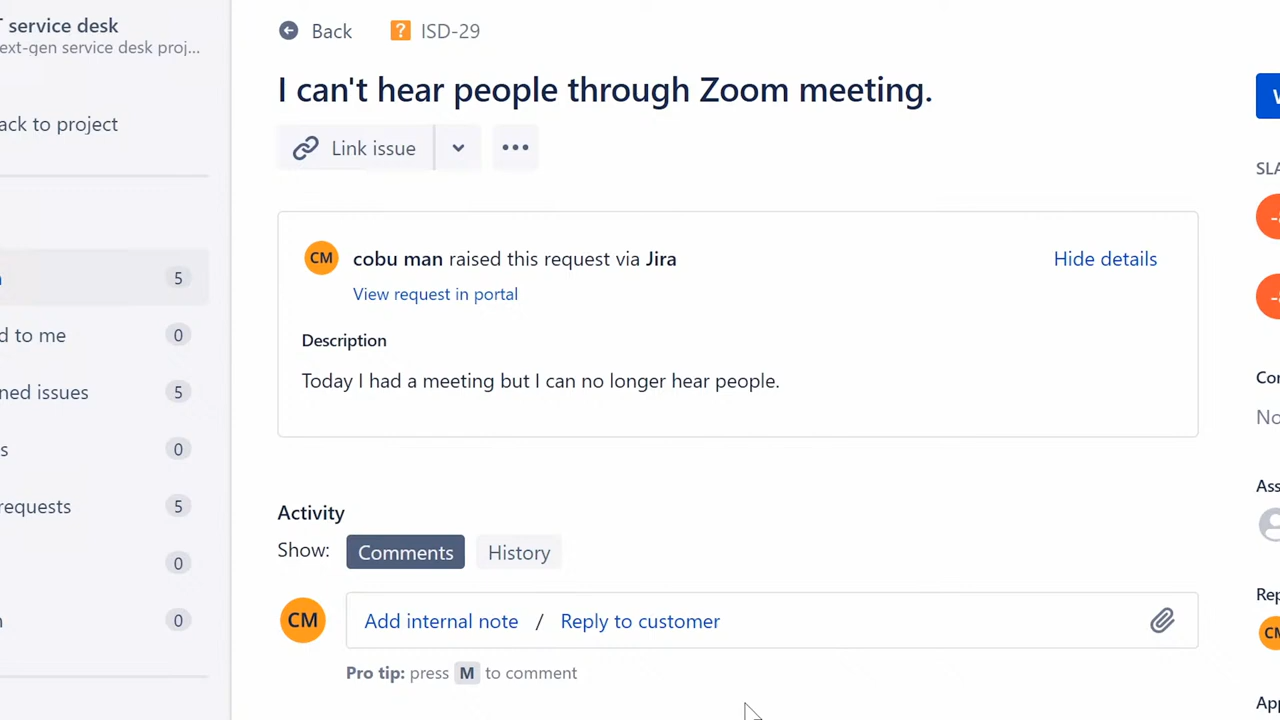 service desk
ext-gen service desk proj...
ack to project
5
d to me
0
ned issues
5
s
0
requests
5
0
0
Back
ISD-29
I can't hear people through Zoom meeting.
Link issue
CM
cobu man raised this request via Jira
Hide details
View request in portal
Description
Today I had a meeting but I can no longer hear people.
Activity
Show:
Comments
History
CM
Add internal note / Reply to customer
Pro tip: press M to comment
SLA
Cor
No
Ass
Rep
CM
App